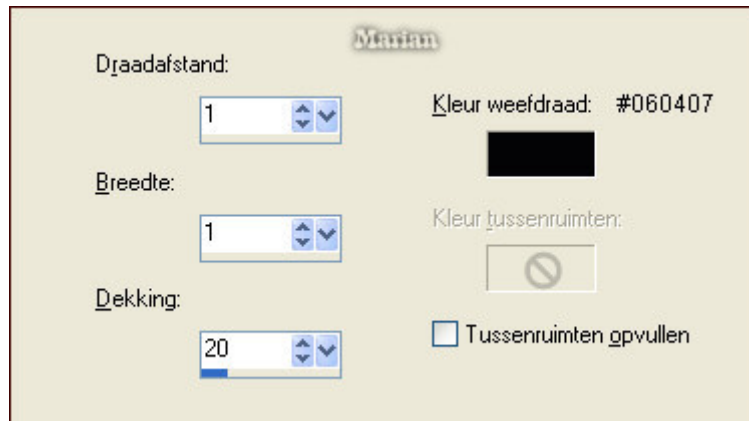 Marian
Draadafstand:
1
Kleur weefdraad: #060407
Breedte:
1
Kleur tussenruimten:
Dekking:
20
Tussenruimten opvullen